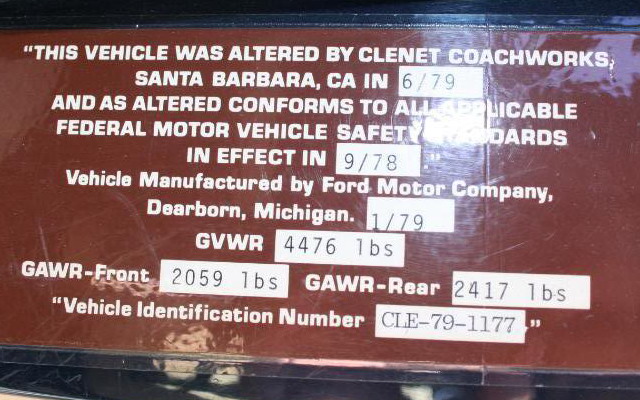 "THIS VEHICLE WAS ALTERED BY CLENET COACHWORKS,
SANTA BARBARA, CA IN 6/79
AND AS ALTERED CONFORMS TO ALL APPLICABLE
FEDERAL MOTOR VEHICLE SAFETY STANDARDS
IN EFFECT IN 9/78."
Vehicle Manufactured by Ford Motor Company,
Dearborn, Michigan. 1/79
GVWR 4476 lbs
GAWR-Front 2059 lbs GAWR-Rear 2417 lbs
"Vehicle Identification Number CLE-79-1177."